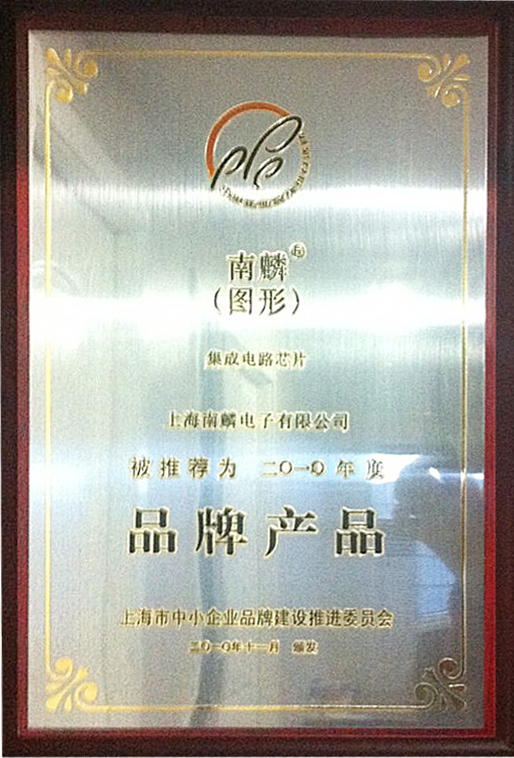 南麟®
（图形）
集成电路芯片
上海南麟电子有限公司
被推荐为 二〇一〇年度
品牌产品
上海市中小企业品牌建设推进委员会
二〇一〇年十一月 颁发